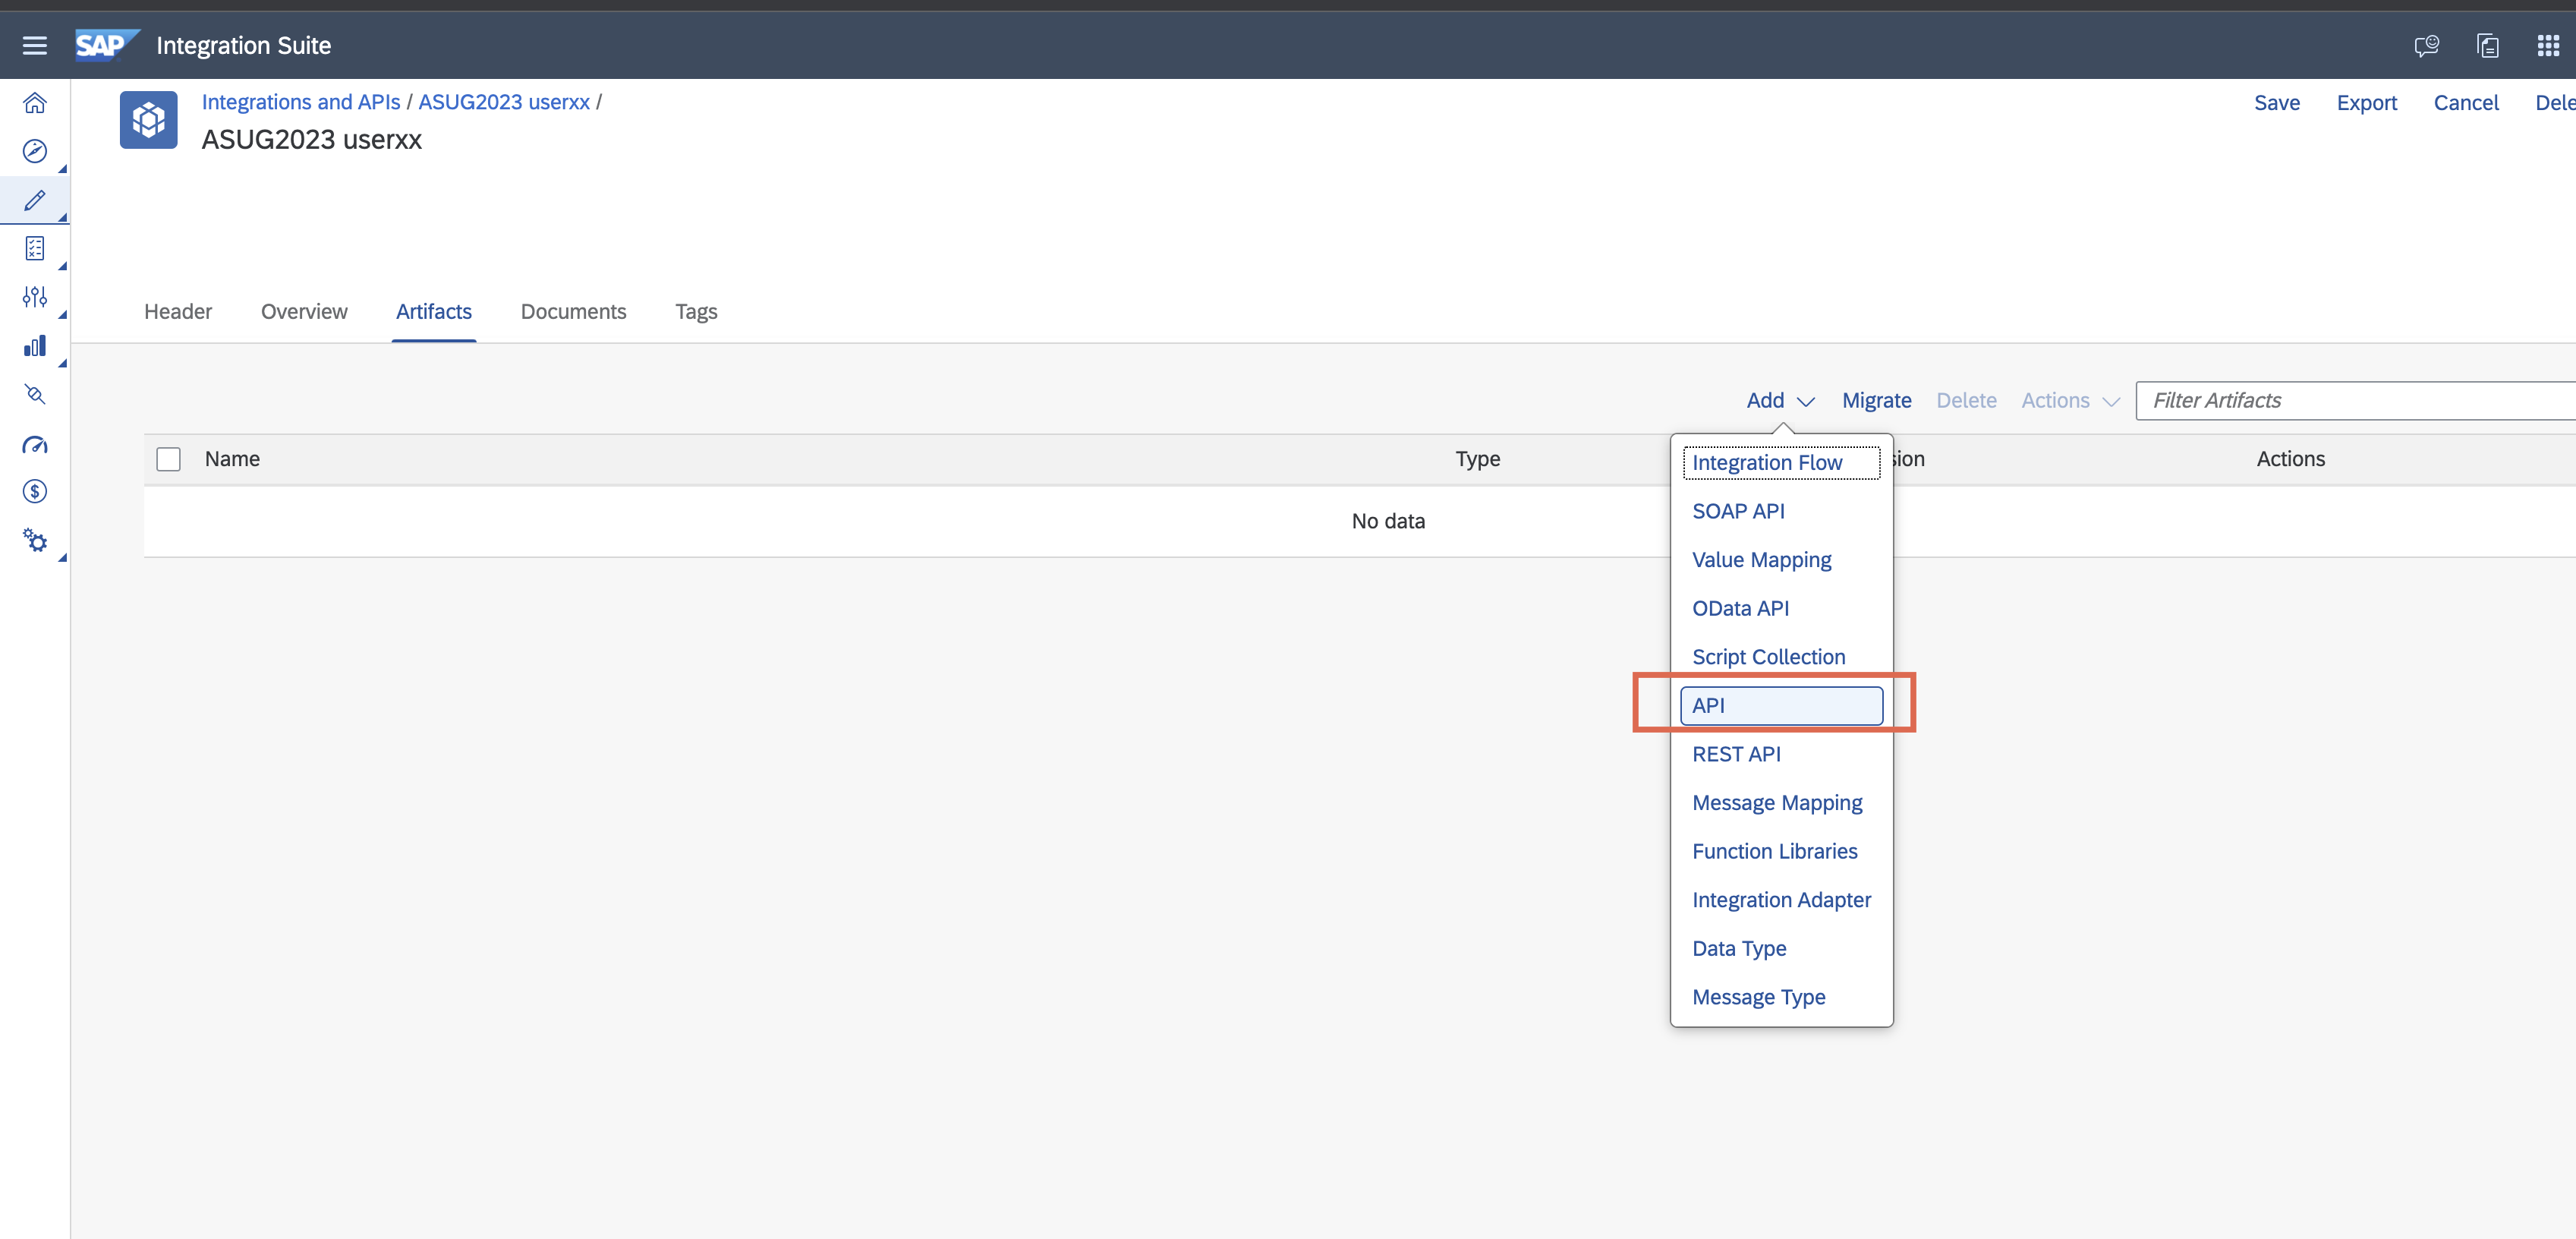 SAP Integration Suite
Integrations and APIs / ASUG2023 userxx /
ASUG2023 userxx
Save Export Cancel Dele
Header Overview Artifacts Documents Tags
Add Migrate Delete Actions Filter Artifacts
Name Type sion Actions
No data
Integration Flow
SOAP API
Value Mapping
OData API
Script Collection
API
REST API
Message Mapping
Function Libraries
Integration Adapter
Data Type
Message Type